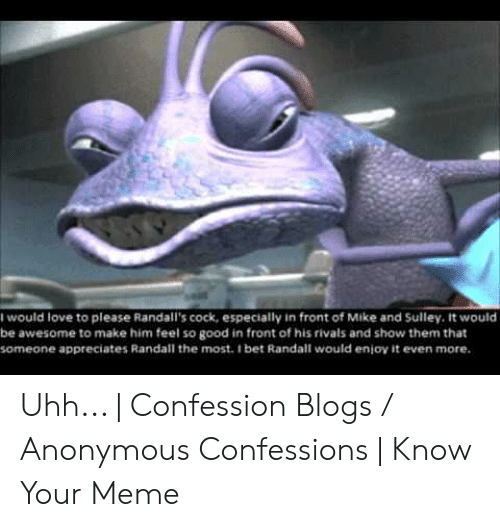 I would love to please Randall's cock, especially in front of Mike and Sulley. It would
be awesome to make him feel so good in front of his rivals and show them that
someone appreciates Randall the most. I bet Randall would enjoy it even more.
Uhh... | Confession Blogs /
Anonymous Confessions | Know
Your Meme